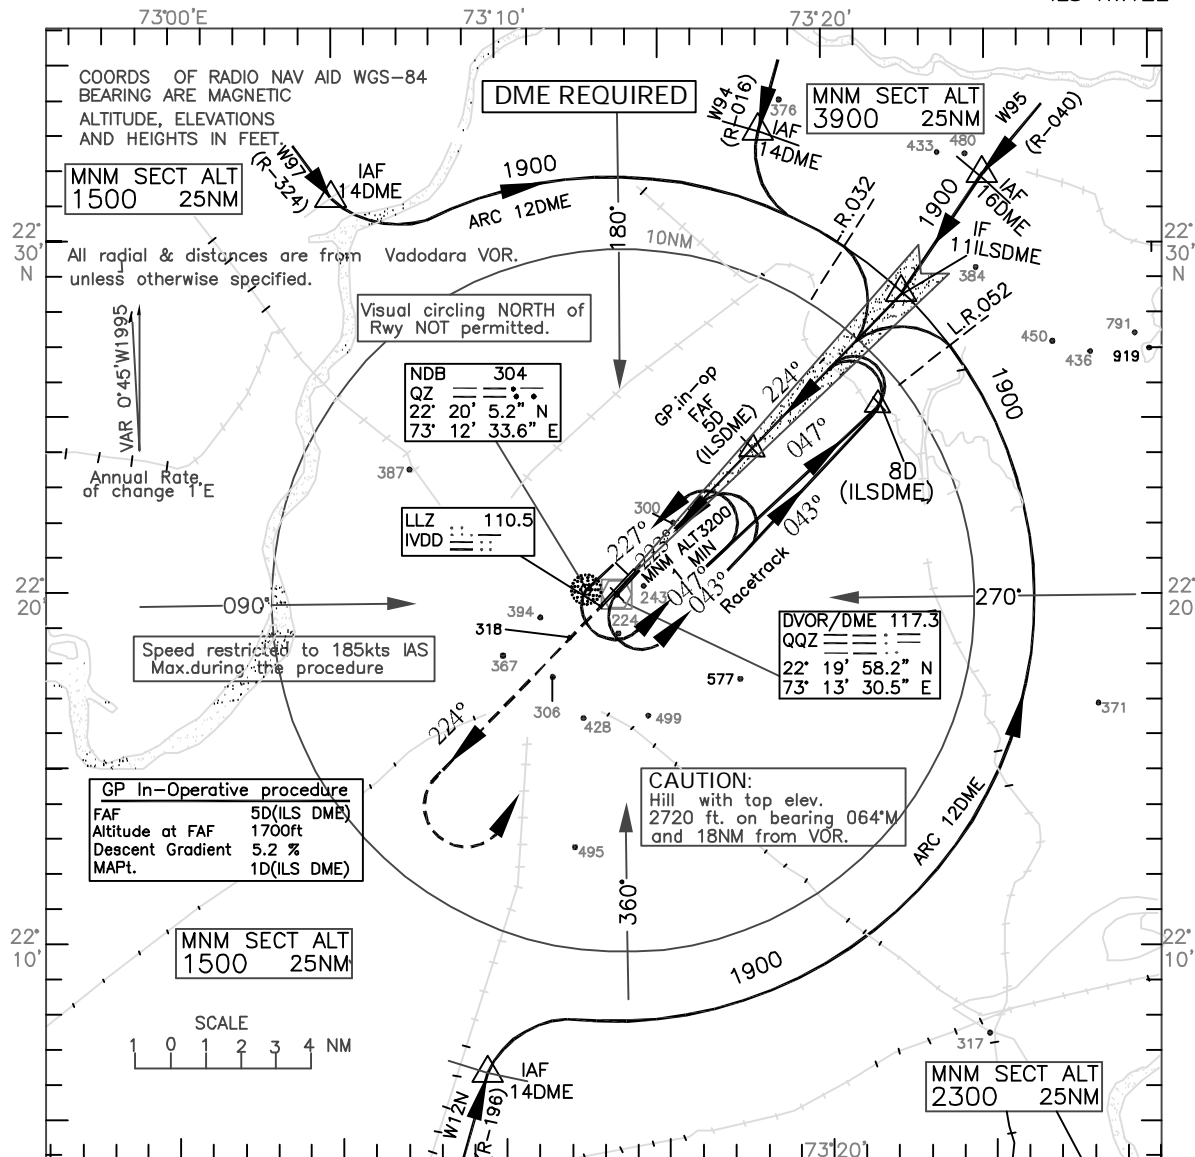 73°00'E
73°10'
73°20'
COORDS OF RADIO NAV AID WGS-84
BEARING ARE MAGNETIC
ALTITUDE, ELEVATIONS
AND HEIGHTS IN FEET.
DME REQUIRED
MNM SECT ALT
3900 25NM
W94
(R-016)
376
IAF
14DME
W95
(R-040)
433
480
IAF
16DME
W97
(R-324)
IAF
14DME
MNM SECT ALT
1500 25NM
1900
ARC 12DME
180°
10NM
R.032
1900
IF
11ILSDME
384
22°
30'
N
22°
30'
N
All radial & distances are from Vadodara VOR.
unless otherwise specified.
Visual circling NORTH of
Rwy NOT permitted.
VAR 0°45'W1995
Annual Rate,
of change 1'E
L.R.052
450
436
791
919
1900
NDB 304
QZ
22° 20' 5.2" N
73° 12' 33.6" E
GP.in-op
FAF
5D
(ILSDME)
224°
047°
8D
(ILSDME)
387
LLZ 110.5
IVDD
300
227°
223°
MNM ALT3200
1 MIN
043°
047°
043°
Racetrack
243
224
22°
20'
22°
20
090°
270°
394
318
367
Speed restricted to 185kts IAS
Max.during the procedure
DVOR/DME 117.3
QQZ
22° 19' 58.2" N
73° 13' 30.5" E
577
306
428
499
371
224°
GP In-Operative procedure
FAF 5D(ILS DME)
Altitude at FAF 1700ft
Descent Gradient 5.2 %
MAPt. 1D(ILS DME)
CAUTION:
Hill with top elev.
2720 ft. on bearing 064°M
and 18NM from VOR.
ARC 12DME
495
360°
22°
10'
22°
10'
MNM SECT ALT
1500 25NM
1900
SCALE
1 0 1 2 3 4 NM
317
IAF
14DME
W12N
(R-196)
MNM SECT ALT
2300 25NM
73°20'